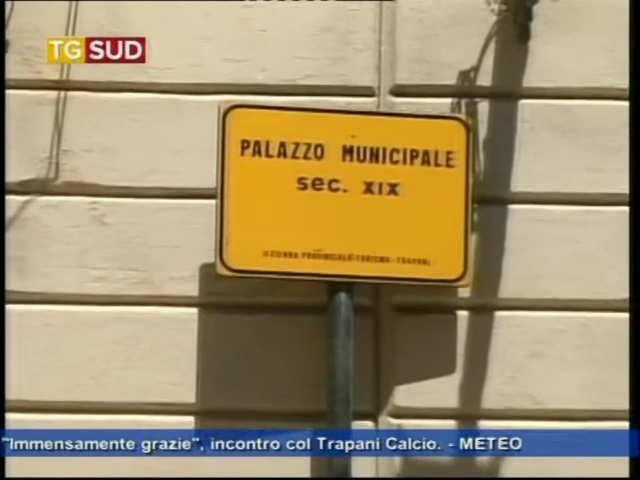 TG SUD
PALAZZO MUNICIPALE
sec. XIX
AZIENDA PROVINCIALE TURISMO - TRAPANI
"Immensamente grazie", incontro col Trapani Calcio. - METEO